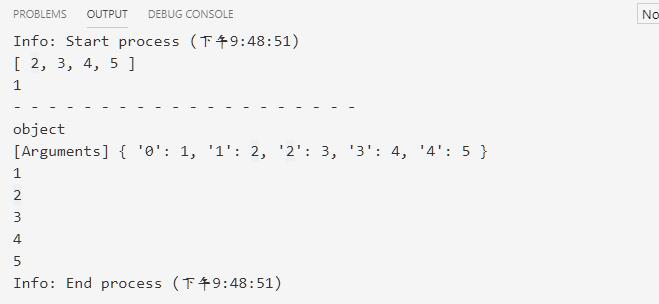 PROBLEMS OUTPUT DEBUG CONSOLE No
Info: Start process (下午9:48:51)
[ 2, 3, 4, 5 ]
1
- - - - - - - - - - - - - - - - - - - -
object
[Arguments] { '0': 1, '1': 2, '2': 3, '3': 4, '4': 5 }
1
2
3
4
5
Info: End process (下午9:48:51)